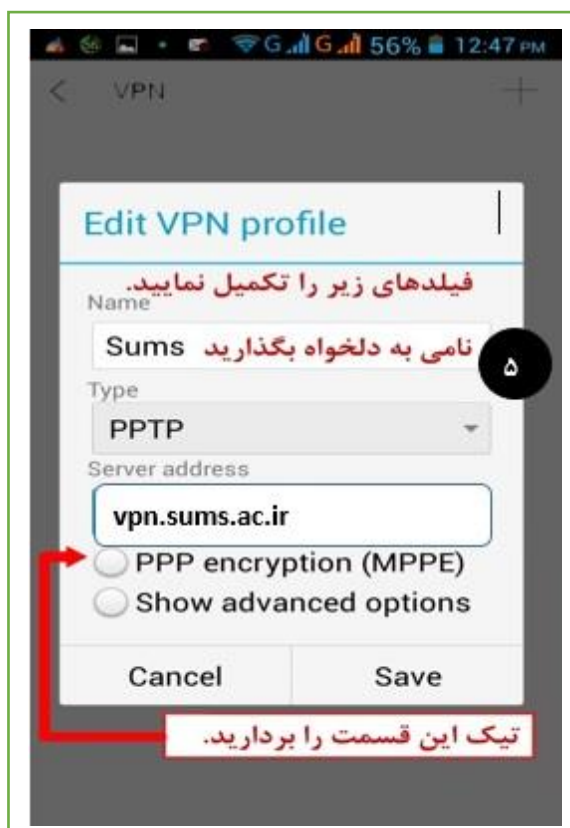 G G 56% 12:47 PM
VPN
Edit VPN profile
فیلدهای زیر را تکمیل نمایید.
Name
Sums نامی به دلخواه بگذارید
۵
Type
PPTP
Server address
vpn.sums.ac.ir
PPP encryption (MPPE)
Show advanced options
Cancel Save
تیک این قسمت را بردارید.